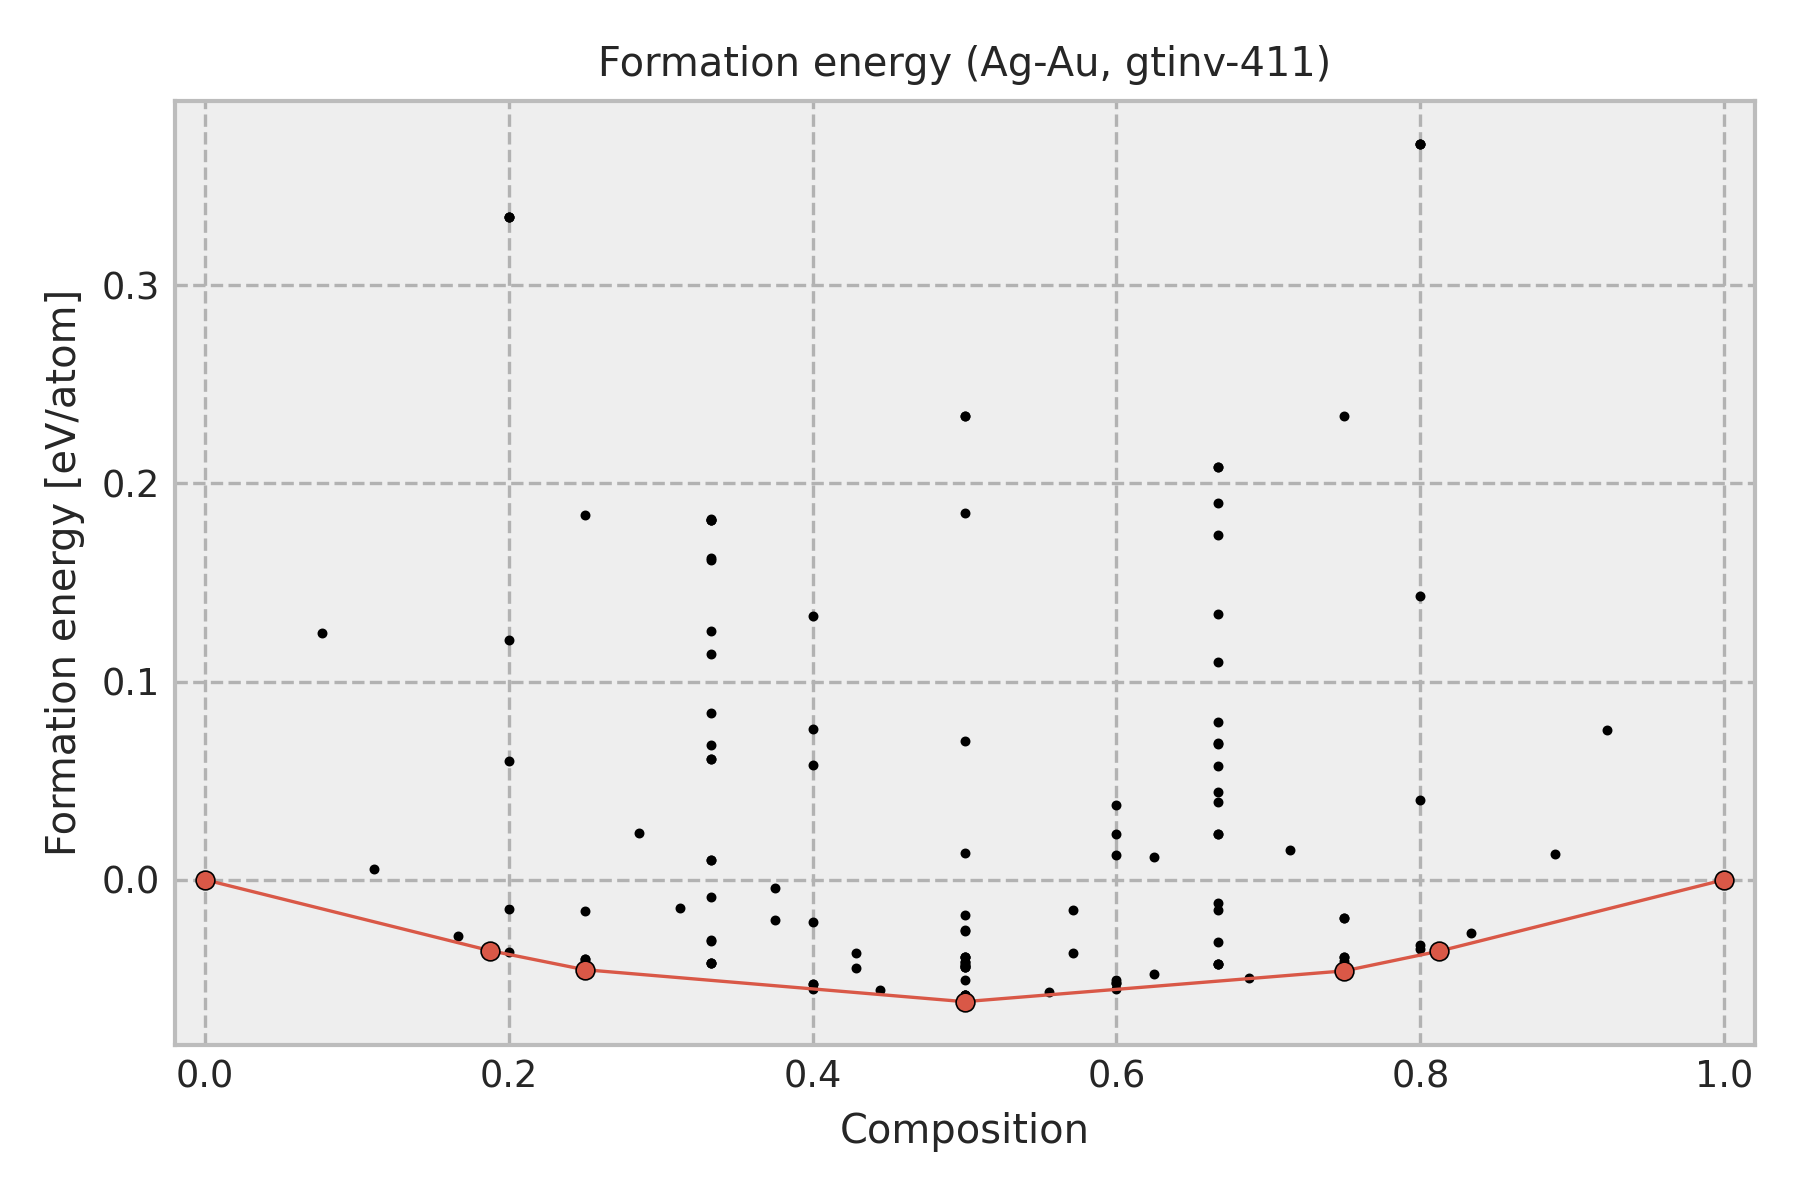 Formation energy (Ag-Au, gtinv-411)
Formation energy [eV/atom]
0.3
0.2
0.1
0.0
0.0 0.2 0.4 0.6 0.8 1.0
Composition